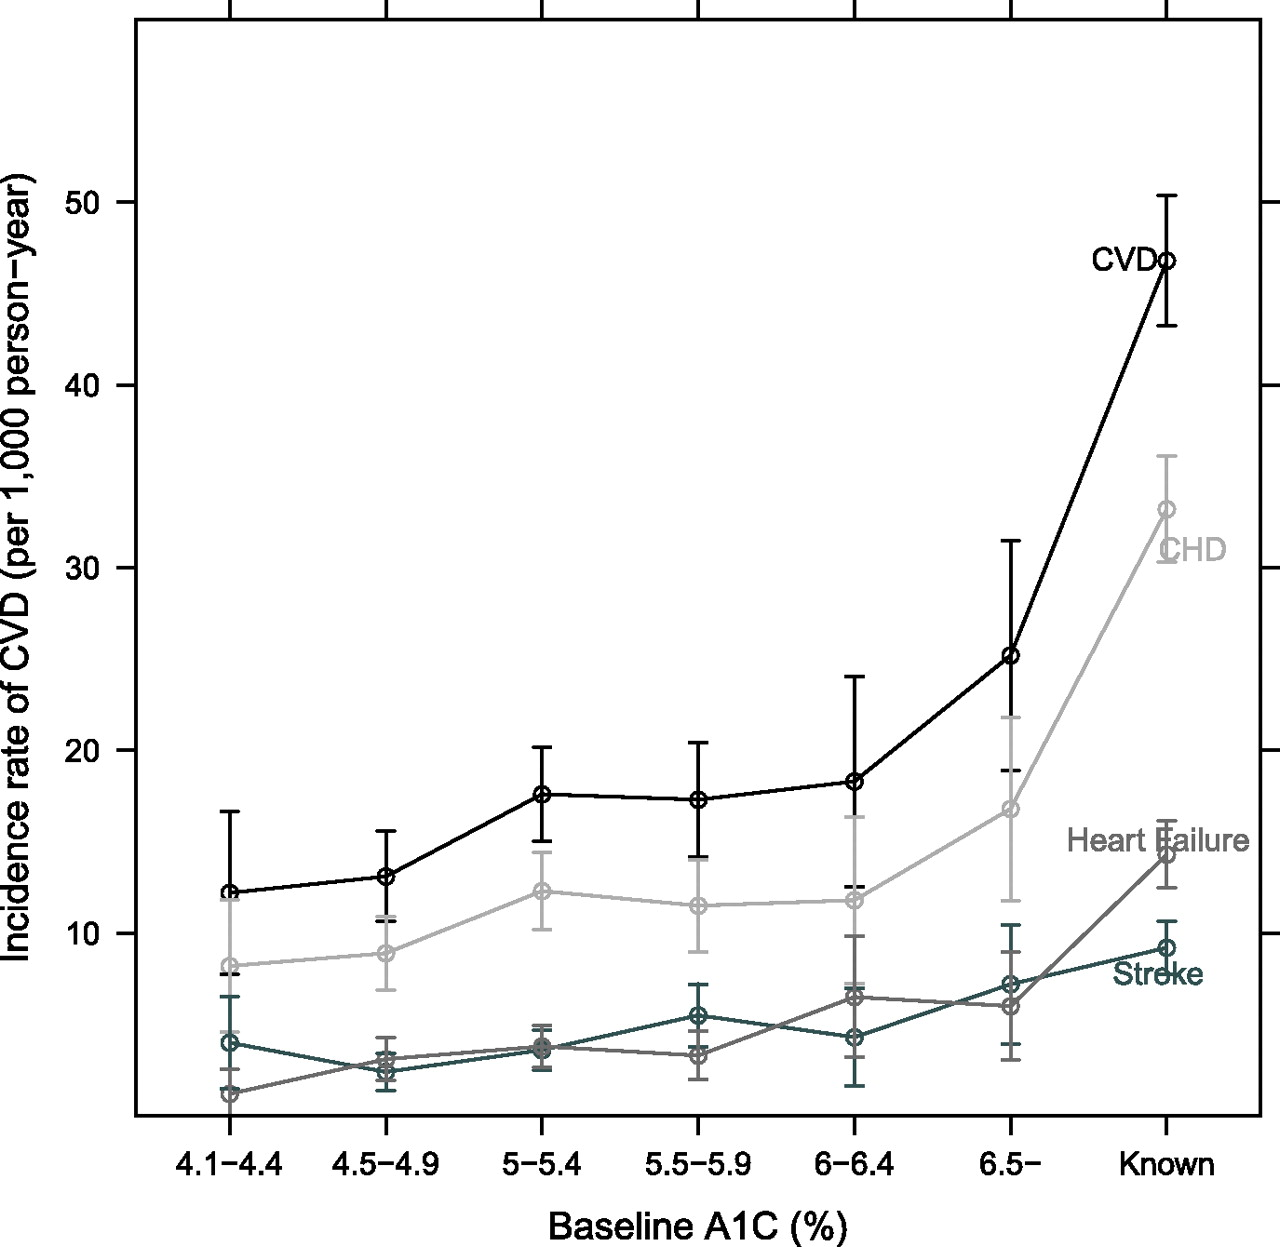 Incidence rate of CVD (per 1,000 person−year)
50
40
30
20
10
CVD
CHD
Heart Failure
Stroke
4.1−4.4 4.5−4.9 5−5.4 5.5−5.9 6−6.4 6.5− Known
Baseline A1C (%)